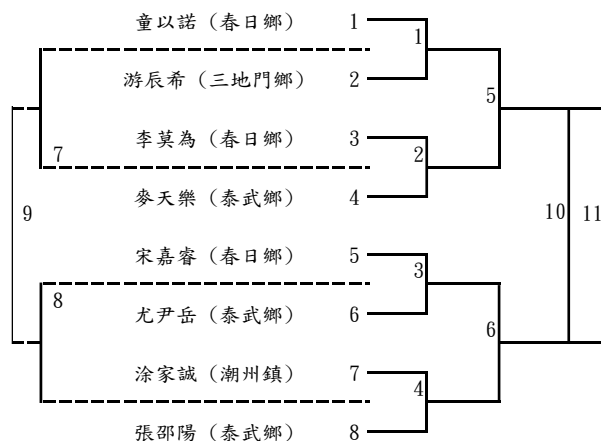 童以諾 (春日鄉) 1
1
游辰希 (三地門鄉) 2
5
李莫為 (春日鄉) 3
7
2
麥天樂 (泰武鄉) 4
9
10
11
宋嘉睿 (春日鄉) 5
3
8
尤尹岳 (泰武鄉) 6
6
涂家誠 (潮州鎮) 7
4
張邵陽 (泰武鄉) 8